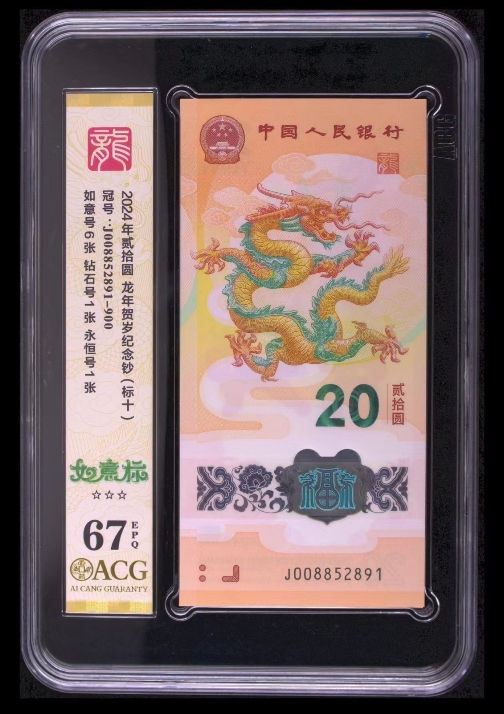 龍
2024年贰拾圆 龙年贺岁纪念钞(标十)
冠号:J008852891-900
如意号6张 钻石号1张 永恒号1张
如意标
☆☆☆
67 EPQ
ACG
AI CANG GUARANTY
中国人民银行
龍
20 贰拾圆
J008852891